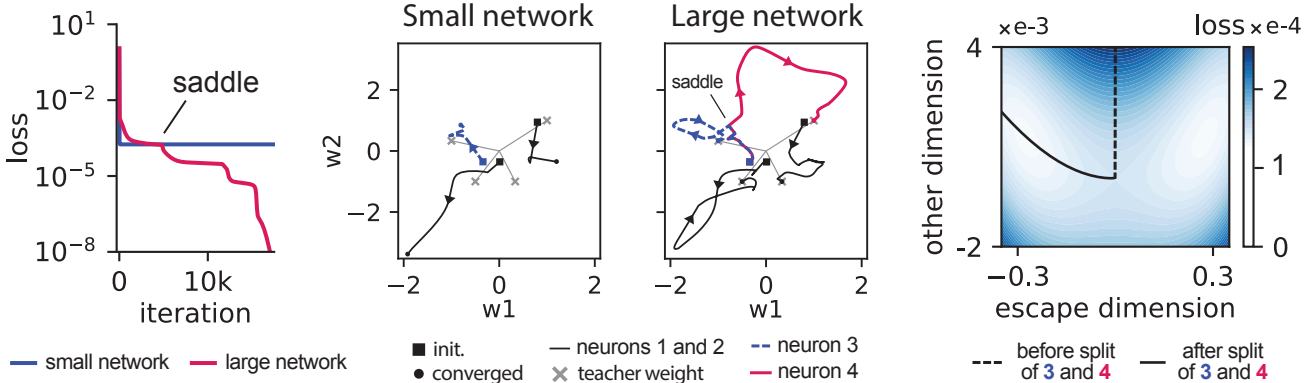 Small network
Large network
loss ×e−4
×e−3
10¹
10⁻²
10⁻⁵
10⁻⁸
loss
saddle
0
10k
iteration
small network
large network
2
0
−2
w2
−2
0
2
w1
saddle
−2
0
2
w1
init.
converged
neurons 1 and 2
teacher weight
neuron 3
neuron 4
4
-2
other dimension
−0.3
0.3
escape dimension
2
1
0
before split
of 3 and 4
after split
of 3 and 4